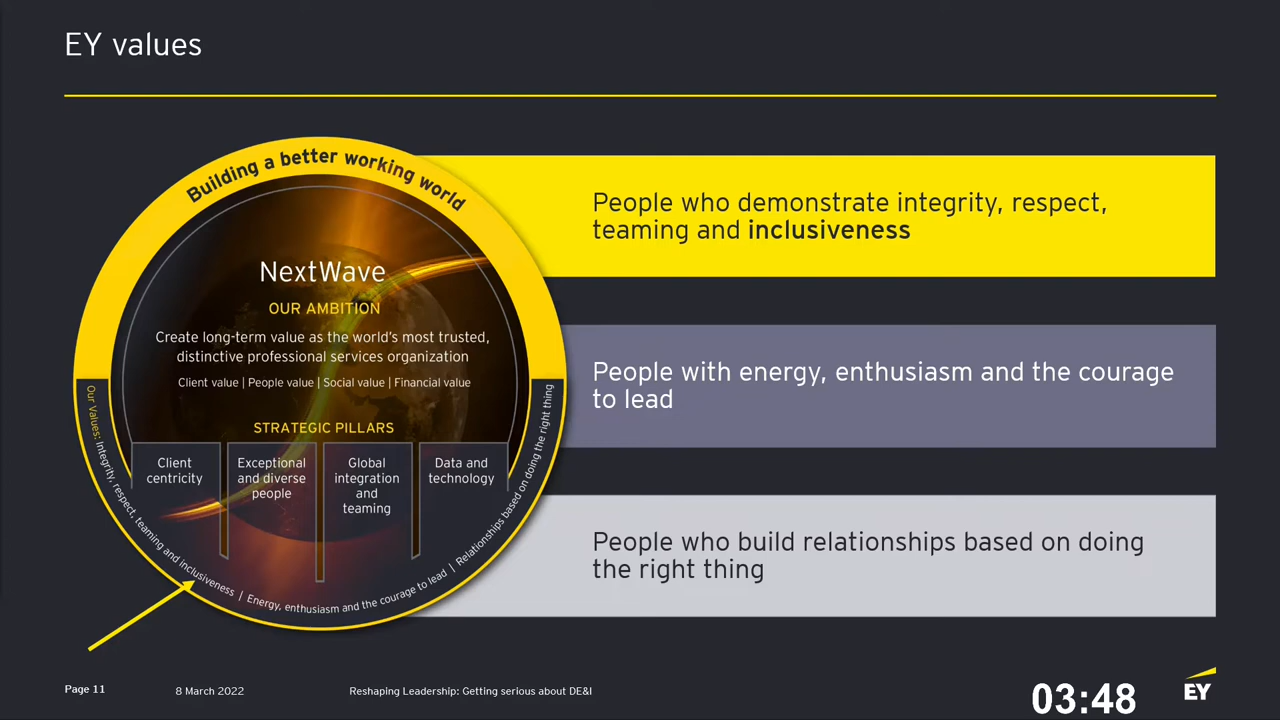 EY values
Building a better working world
NextWave
OUR AMBITION
Create long-term value as the world's most trusted,
distinctive professional services organization
Client value | People value | Social value | Financial value
STRATEGIC PILLARS
Client
centricity
Exceptional
and diverse
people
Global
integration
and
teaming
Data and
technology
Our Values: Integrity, respect, teaming and inclusiveness | Energy, enthusiasm and the courage to lead | Relationships based on doing the right thing
People who demonstrate integrity, respect,
teaming and inclusiveness
People with energy, enthusiasm and the courage
to lead
People who build relationships based on doing
the right thing
Page 11
8 March 2022
Reshaping Leadership: Getting serious about DE&I
03:48
EY